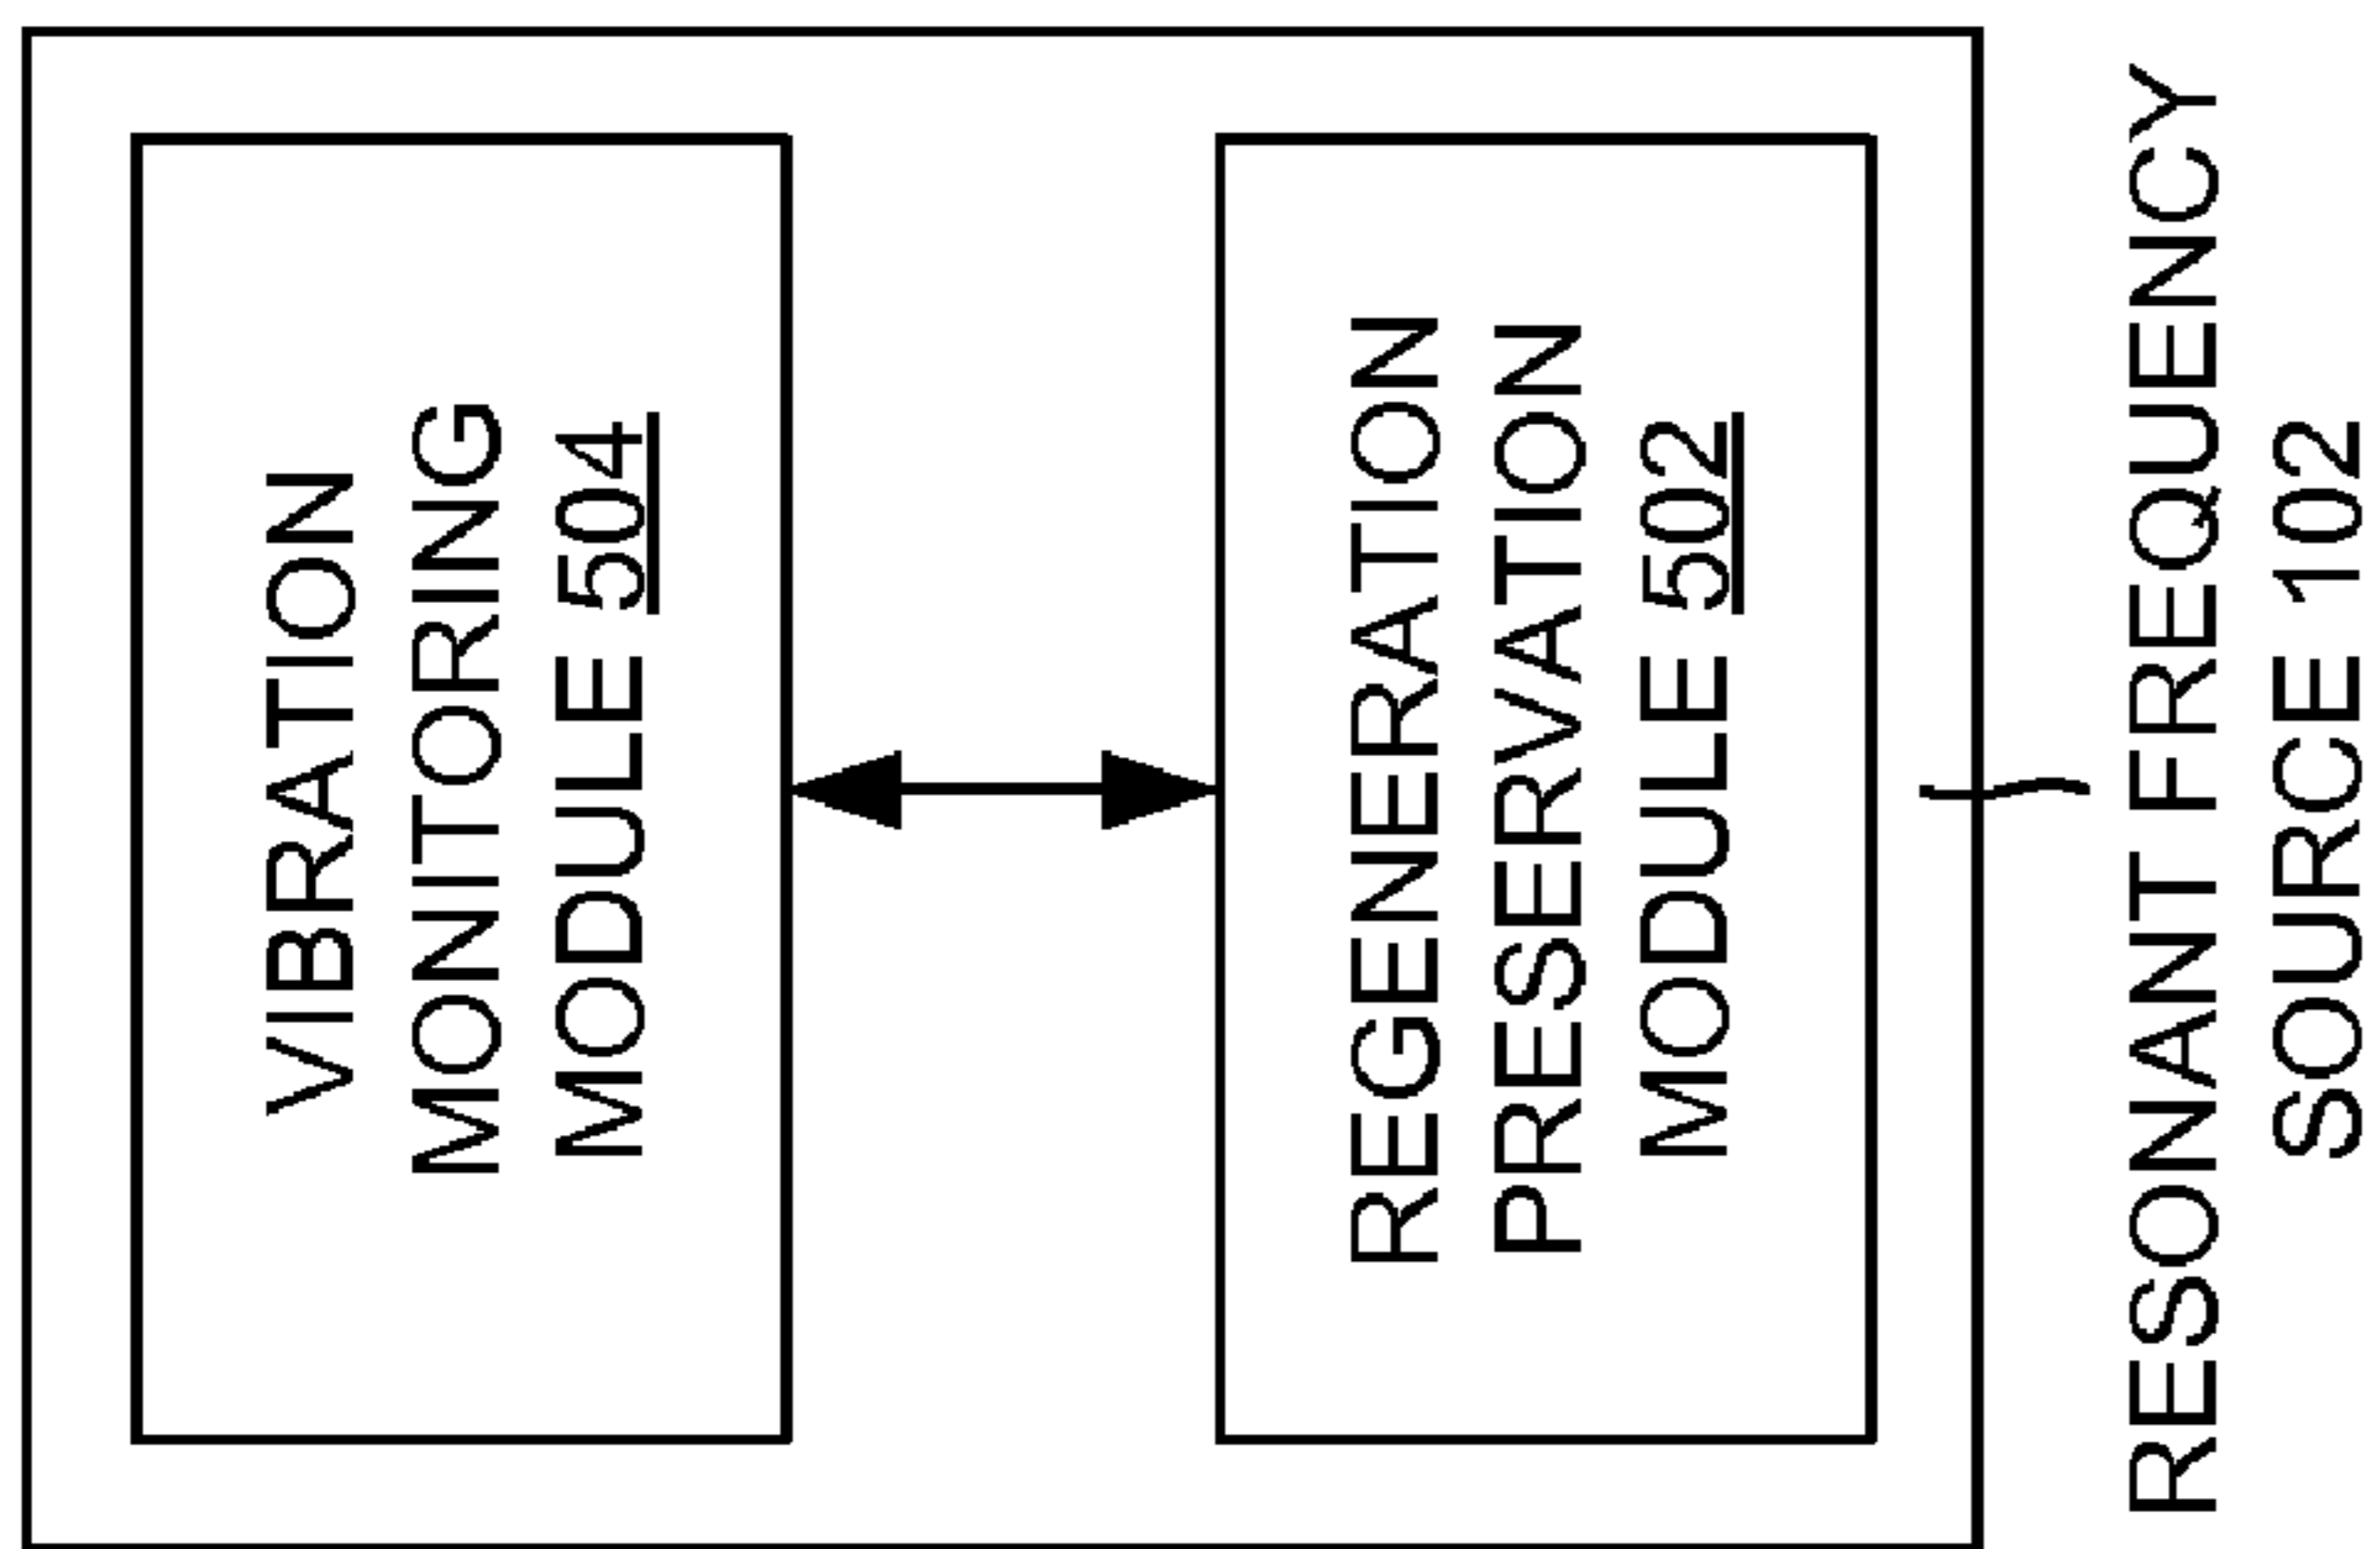 VIBRATION
MONITORING
MODULE 504
REGENERATION
PRESERVATION
MODULE 502
RESONANT FREQUENCY
SOURCE 102